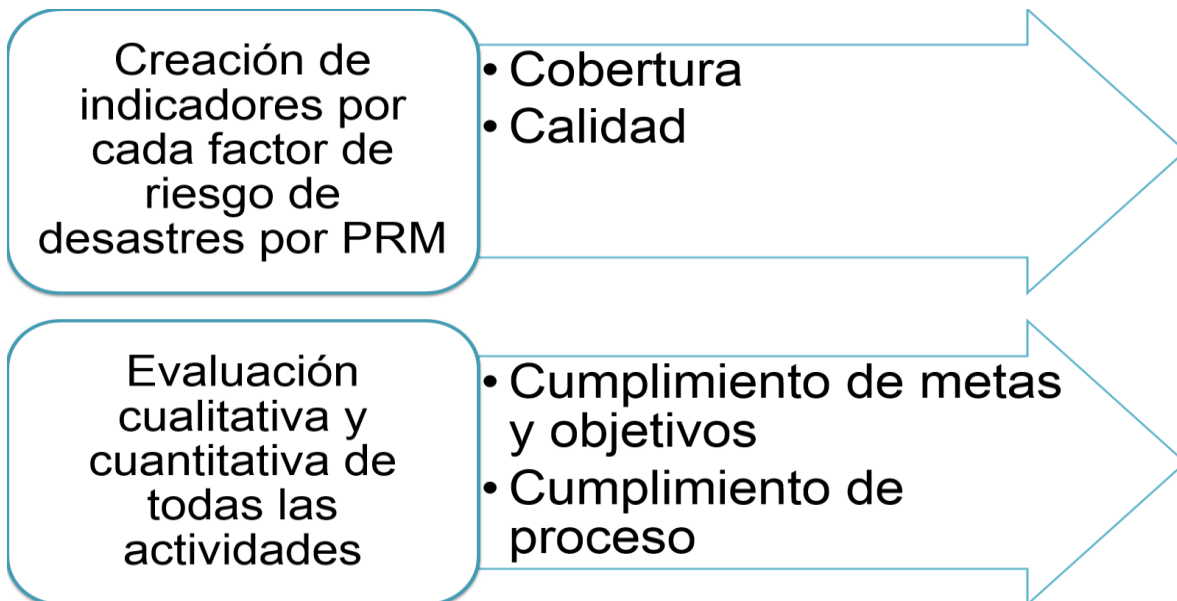 Creación de
indicadores por
cada factor de
riesgo de
desastres por PRM
• Cobertura
• Calidad
Evaluación
cualitativa y
cuantitativa de
todas las
actividades
• Cumplimiento de metas
y objetivos
• Cumplimiento de
proceso